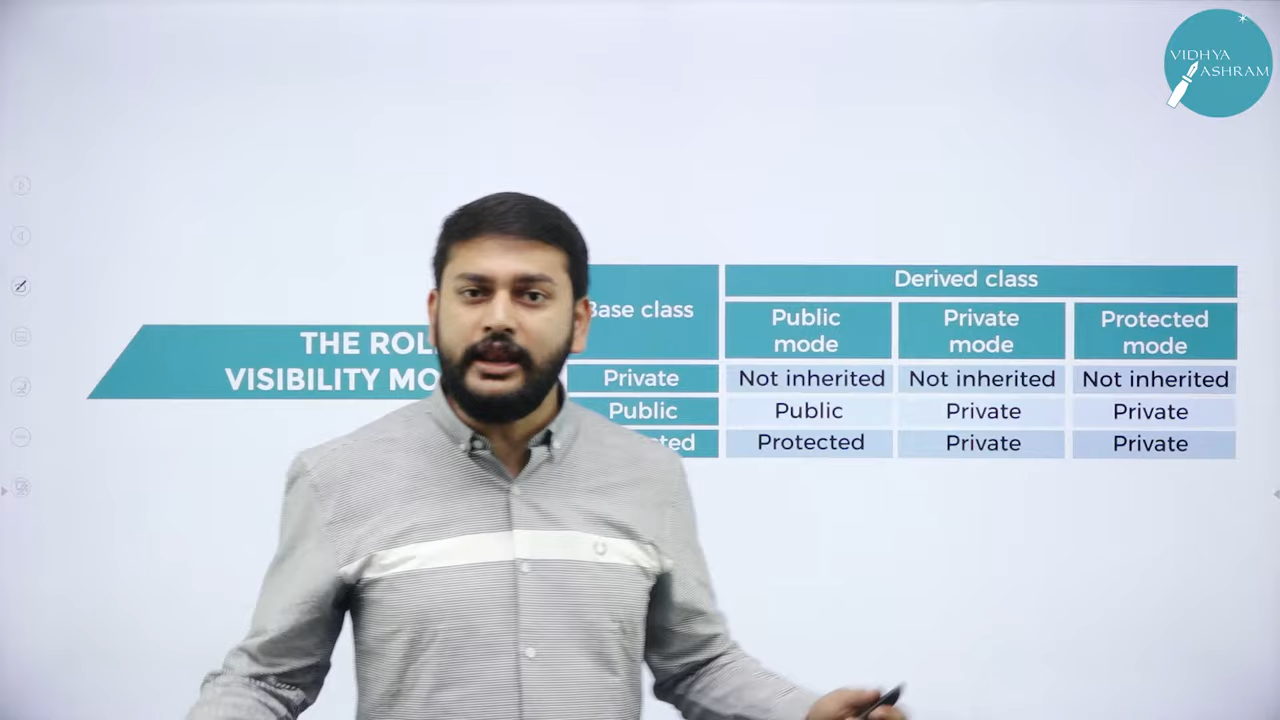 VIDHYA
ASHRAM
THE ROL
VISIBILITY MO
Base class
Derived class
Public mode
Private mode
Protected mode
Private
Not inherited
Not inherited
Not inherited
Public
Public
Private
Private
Protected
Private
Private